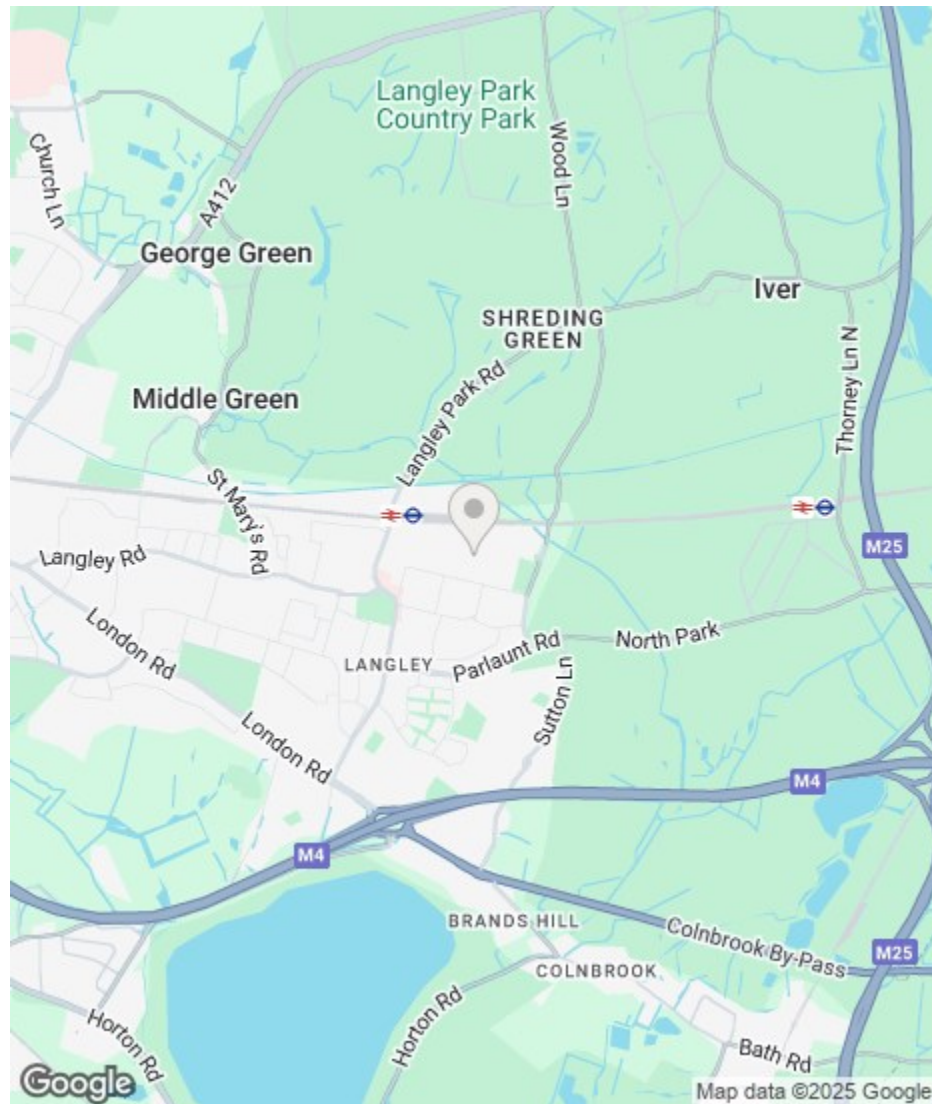 Langley Park
Country Park
Church Ln
Wood Ln
A412
George Green
Iver
SHREDING
GREEN
Thorney Ln N
Langley Park Rd
Middle Green
St Mary's Rd
M25
Langley Rd
London Rd
North Park
Parlaunt Rd
LANGLEY
Sutton Ln
London Rd
M4
M4
BRANDS HILL
Colnbrook By-Pass
M25
COLNBROOK
Horton Rd
Horton Rd
Bath Rd
Google
Map data ©2025 Google